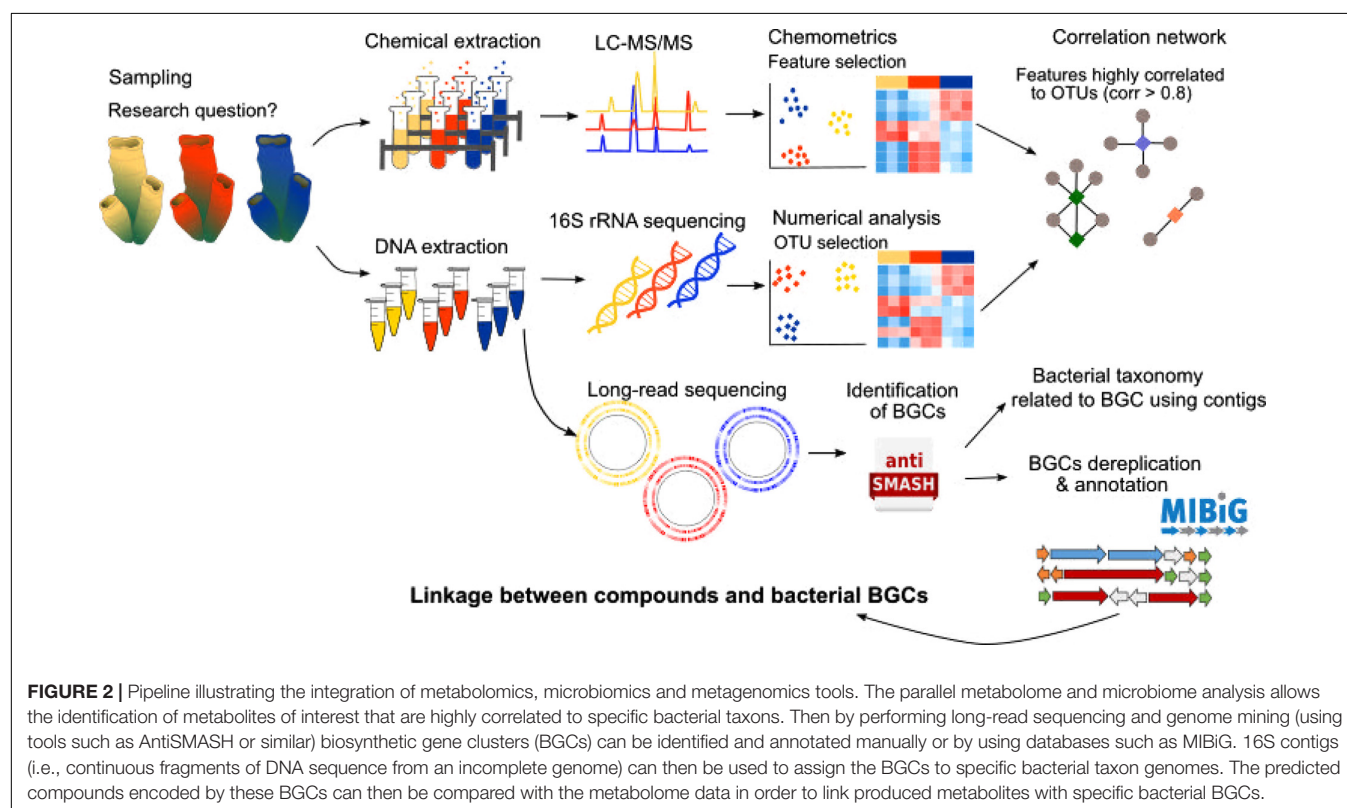 Sampling
Research question?
Chemical extraction
LC-MS/MS
Chemometrics
Feature selection
Correlation network
Features highly correlated
to OTUs (corr > 0.8)
DNA extraction
16S rRNA sequencing
Numerical analysis
OTU selection
Long-read sequencing
Identification
of BGCs
anti
SMASH
Bacterial taxonomy
related to BGC using contigs
BGCs dereplication
& annotation
MIBiG
Linkage between compounds and bacterial BGCs
FIGURE 2 | Pipeline illustrating the integration of metabolomics, microbiomics and metagenomics tools. The parallel metabolome and microbiome analysis allows
the identification of metabolites of interest that are highly correlated to specific bacterial taxons. Then by performing long-read sequencing and genome mining (using
tools such as AntiSMASH or similar) biosynthetic gene clusters (BGCs) can be identified and annotated manually or by using databases such as MIBiG. 16S contigs
(i.e., continuous fragments of DNA sequence from an incomplete genome) can then be used to assign the BGCs to specific bacterial taxon genomes. The predicted
compounds encoded by these BGCs can then be compared with the metabolome data in order to link produced metabolites with specific bacterial BGCs.